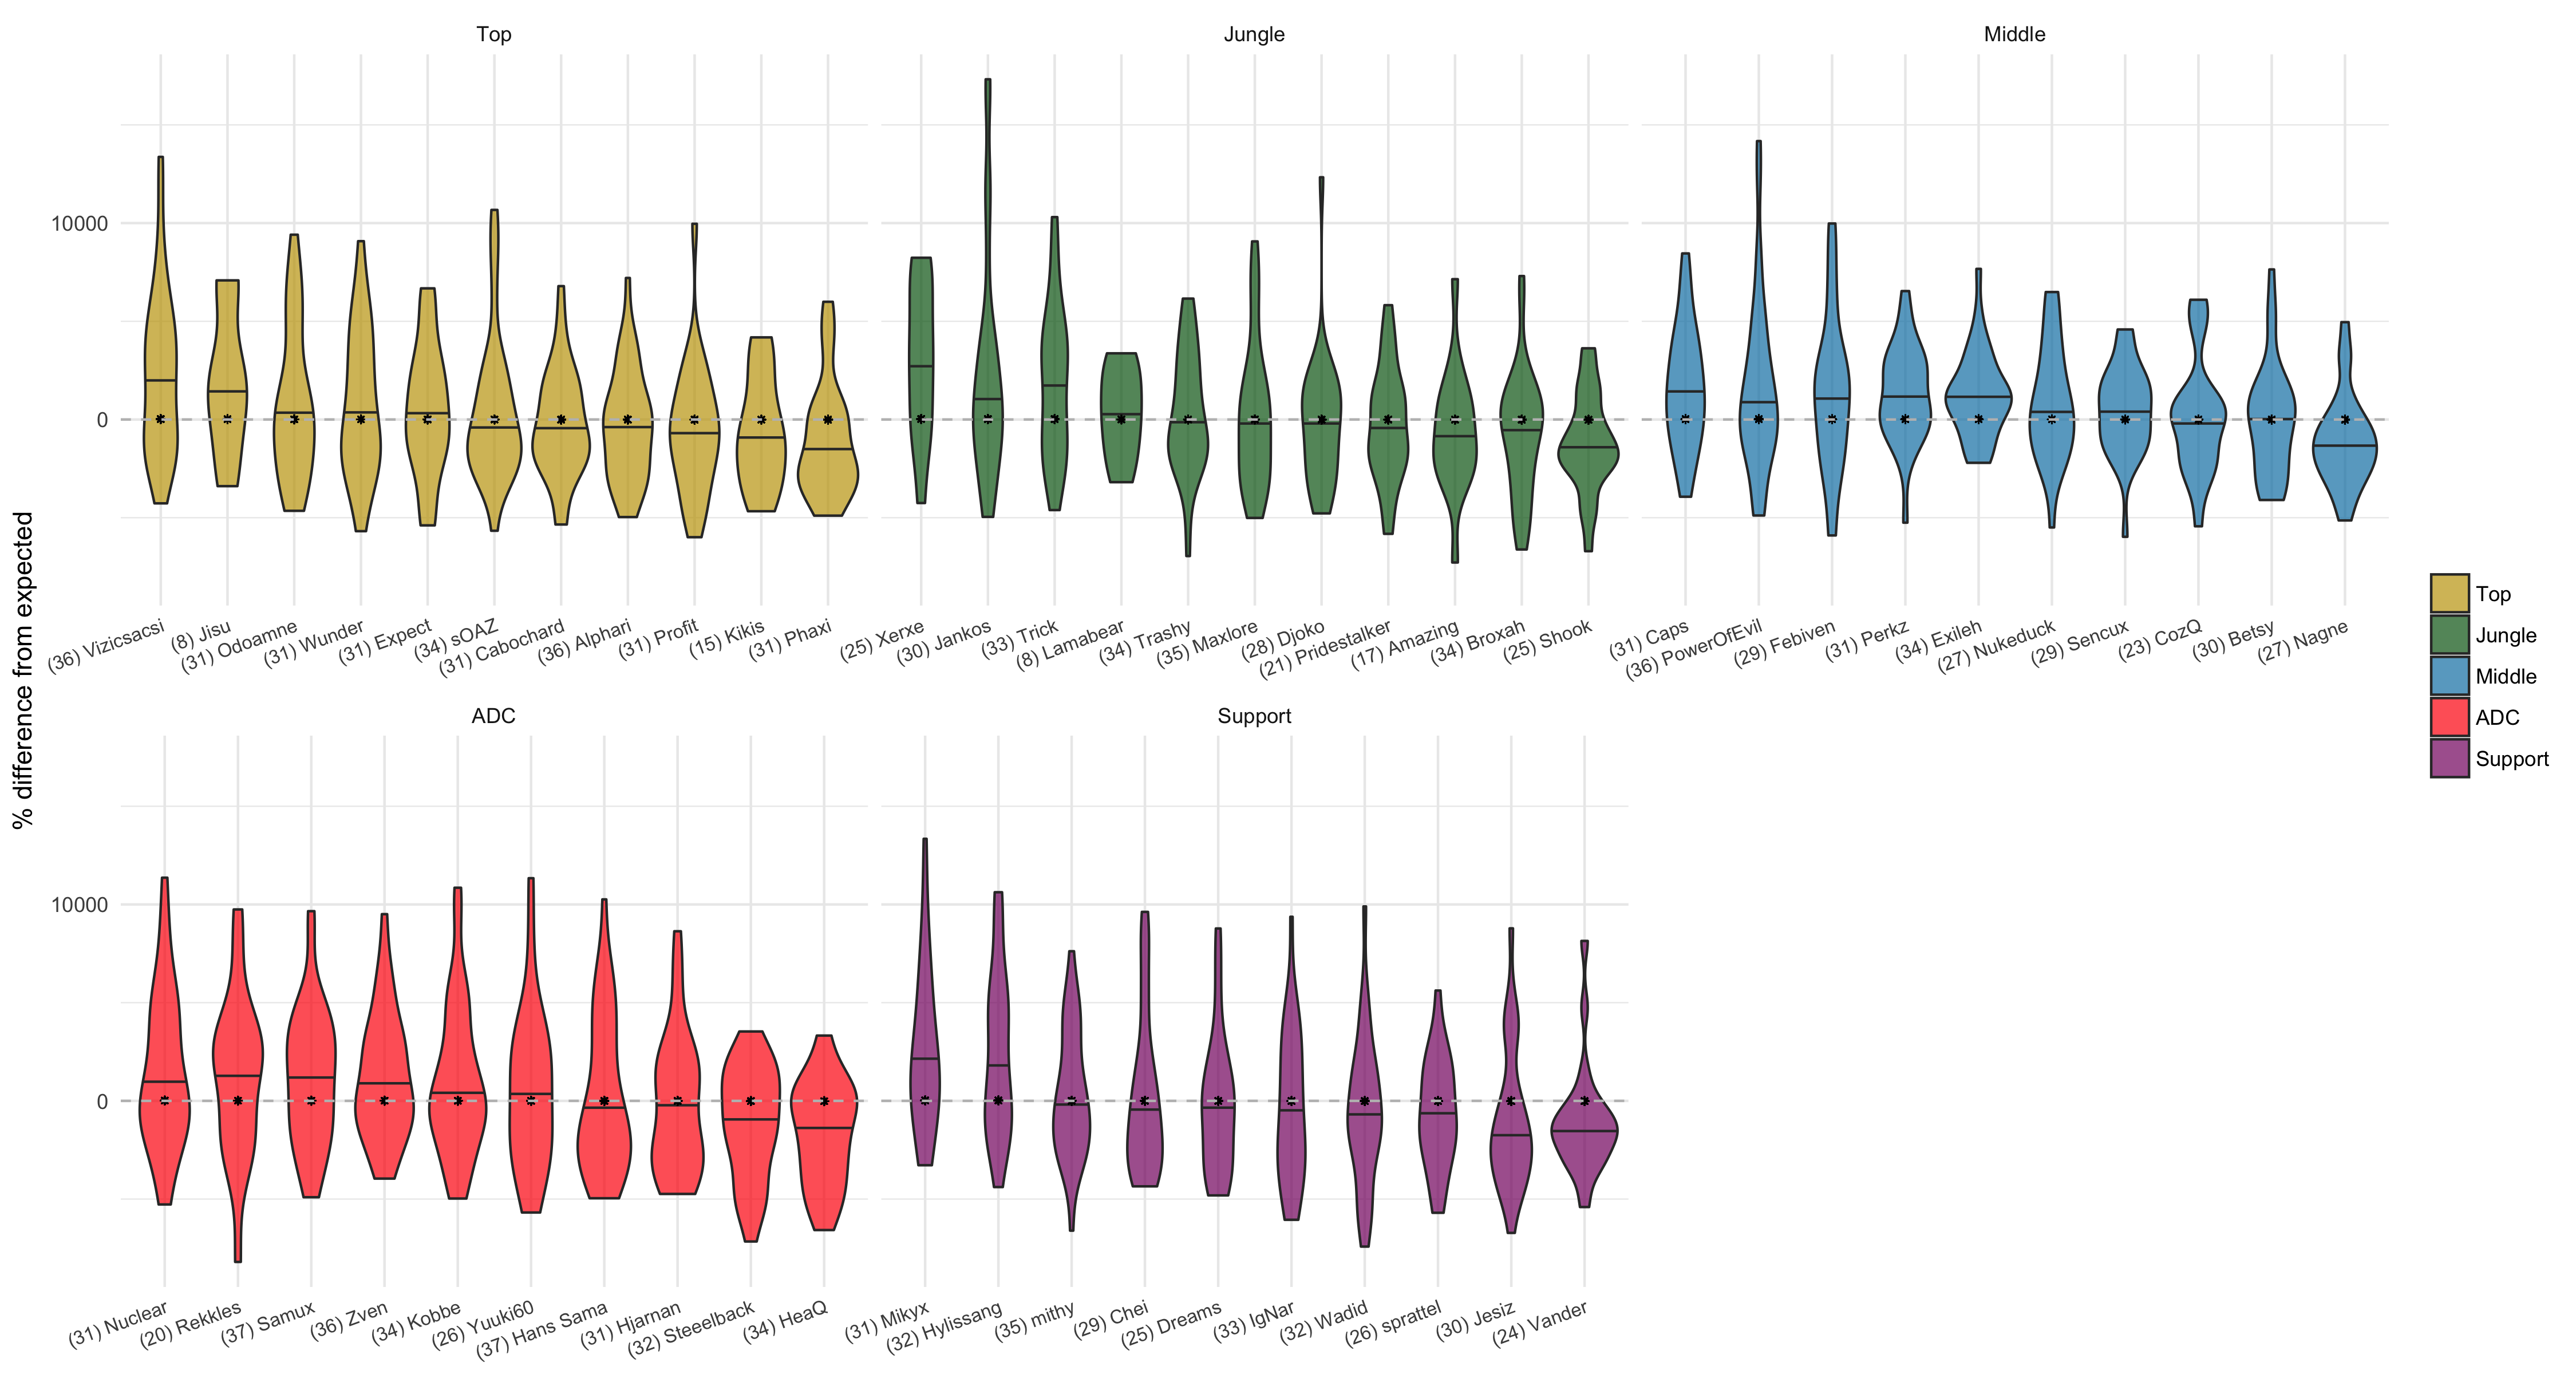 Top
Jungle
Middle
10000
0
(36) Vizicsacsi
(8) Jisu
(31) Odoamne
(31) Wunder
(31) Expect
(34) sOAZ
(31) Cabochard
(36) Alphari
(31) Profit
(15) Kikis
(31) Phaxi
(25) Xerxe
(30) Jankos
(33) Trick
(8) Lamabear
(34) Trashy
(35) Maxlore
(28) Djoko
(21) Pridestalker
(17) Amazing
(34) Broxah
(25) Shook
(31) Caps
(36) PowerOfEvil
(29) Febiven
(31) Perkz
(34) Exileh
(27) Nukeduck
(29) Sencux
(23) CozQ
(30) Betsy
(27) Nagne
% difference from expected
ADC
Support
10000
0
(31) Nuclear
(20) Rekkles
(37) Samux
(36) Zven
(34) Kobbe
(26) Yuuki60
(37) Hans Sama
(31) Hjarnan
(32) Steeelback
(34) HeaQ
(31) Mikyx
(32) Hylissang
(35) mithy
(29) Chei
(25) Dreams
(33) IgNar
(32) Wadid
(26) sprattel
(30) Jesiz
(24) Vander
Top
Jungle
Middle
ADC
Support